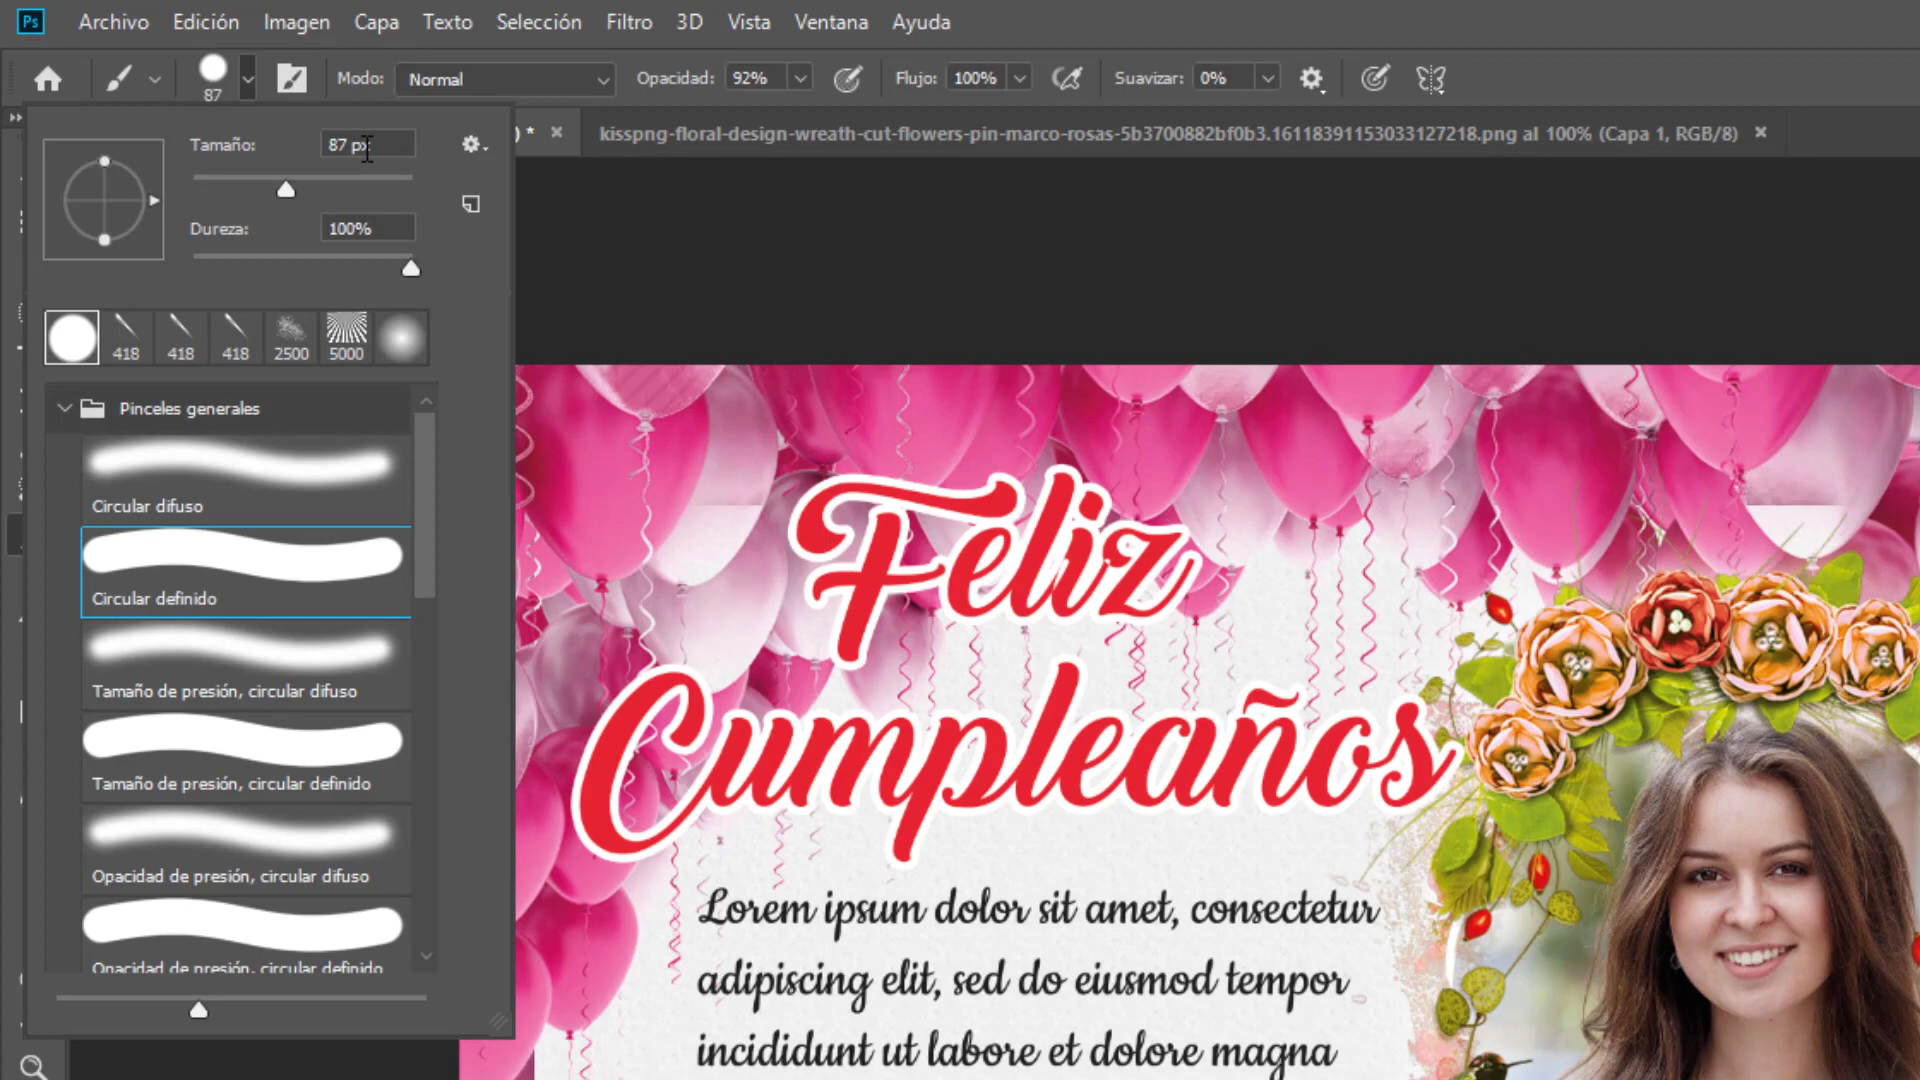 Ps Archivo Edición Imagen Capa Texto Selección Filtro 3D Vista Ventana Ayuda
87 Modo: Normal Opacidad: 92% Flujo: 100% Suavizar: 0%
) * × kisspng-floral-design-wreath-cut-flowers-pin-marco-rosas-5b3700882bf0b3.16118391153033127218.png al 100% (Capa 1, RGB/8) ×
Tamaño: 87 px
Dureza: 100%
418 418 418 2500 5000
Pinceles generales
Circular difuso
Circular definido
Tamaño de presión, circular difuso
Tamaño de presión, circular definido
Opacidad de presión, circular difuso
Opacidad de presión, circular definido
Feliz
Cumpleaños
Lorem ipsum dolor sit amet, consectetur
adipiscing elit, sed do eiusmod tempor
incididunt ut labore et dolore magna